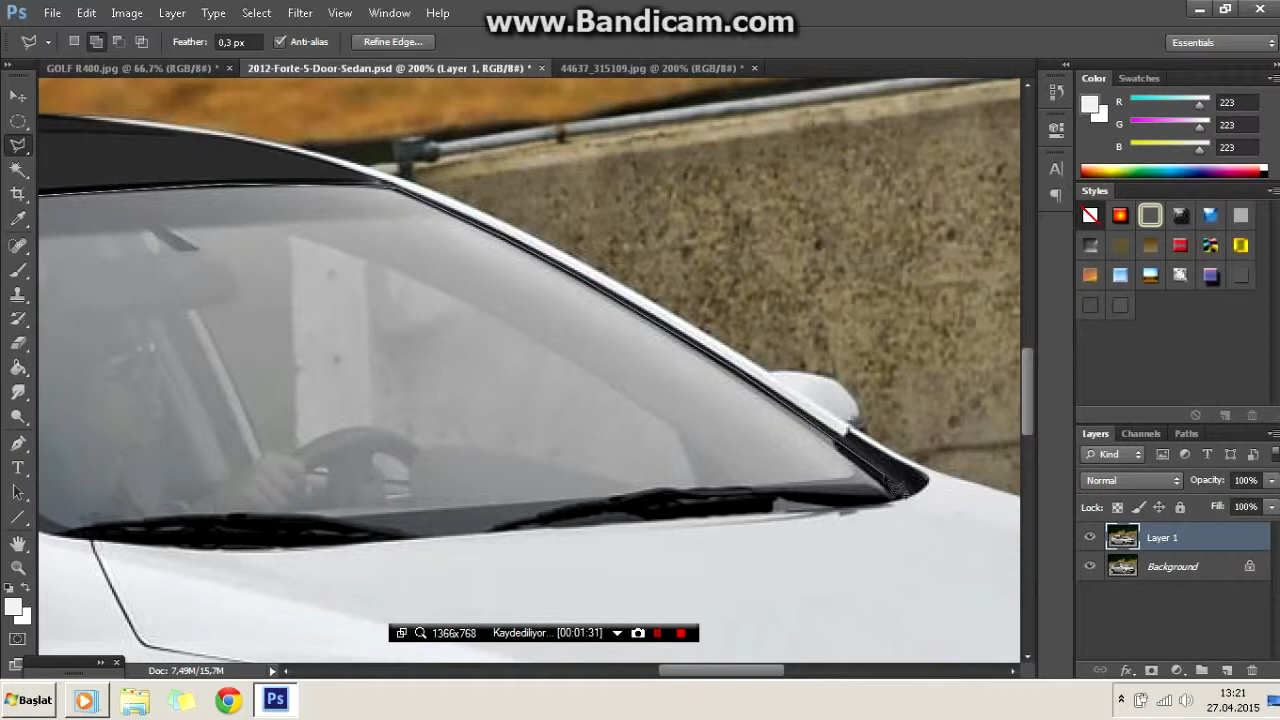 www.Bandicam.com
Ps File Edit Image Layer Type Select Filter View Window Help
Feather: 0,3 px Anti-alias Refine Edge... Essentials
GOLF R400.jpg @ 66,7% (RGB/8#) * × 2012-Forte-5-Door-Sedan.psd @ 200% (Layer 1, RGB/8#) * × 44637_315109.jpg @ 200% (RGB/8#) * ×
Color Swatches
R 223
G 223
B 223
Styles
Layers Channels Paths
Kind
Normal Opacity: 100%
Lock: Fill: 100%
Layer 1
Background
1366x768 Kaydediliyor... [00:01:31]
Doc: 7,49M/15,7M
Başlat Ps 13:21
27.04.2015